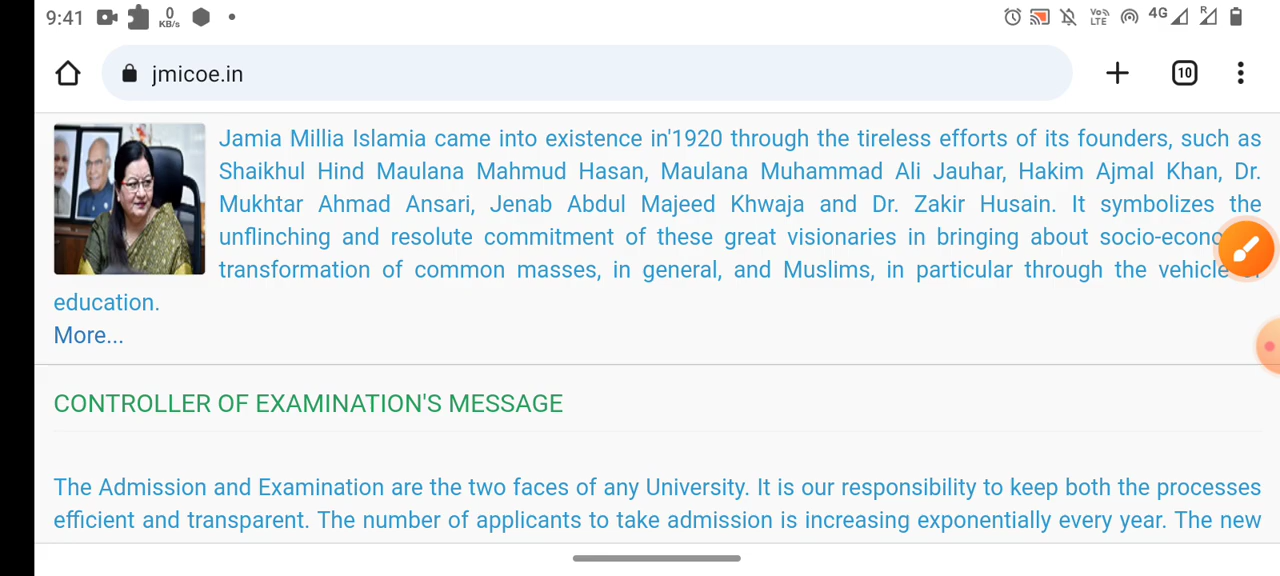 9:41
0
KB/s
Vo
LTE
4G
R
jmicoe.in
10
Jamia Millia Islamia came into existence in'1920 through the tireless efforts of its founders, such as
Shaikhul Hind Maulana Mahmud Hasan, Maulana Muhammad Ali Jauhar, Hakim Ajmal Khan, Dr.
Mukhtar Ahmad Ansari, Jenab Abdul Majeed Khwaja and Dr. Zakir Husain. It symbolizes the
unflinching and resolute commitment of these great visionaries in bringing about
transformation of common masses, in general, and Muslims, in particular through the vehicle
education.
More...
CONTROLLER OF EXAMINATION'S MESSAGE
The Admission and Examination are the two faces of any University. It is our responsibility to keep both the processes
efficient and transparent. The number of applicants to take admission is increasing exponentially every year. The new